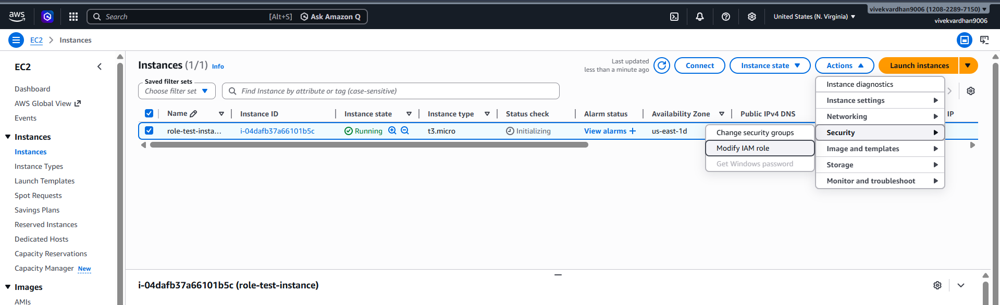 aws
Search [Alt+S] Ask Amazon Q
United States (N. Virginia)
vivekvardhan9006 (1208-2289-7150)
vivekvardhan9006
EC2 Instances
EC2
Dashboard
AWS Global View
Events
Instances
Instances
Instance Types
Launch Templates
Spot Requests
Savings Plans
Reserved Instances
Dedicated Hosts
Capacity Reservations
Capacity Manager New
Images
AMIs
Instances (1/1) Info
Last updated
less than a minute ago
Connect
Instance state
Actions
Launch instances
Saved filter sets
Choose filter set
Find Instance by attribute or tag (case-sensitive)
Name Instance ID Instance state Instance type Status check Alarm status Availability Zone Public IPv4 DNS IP
role-test-insta... i-04dafb37a66101b5c Running t3.micro Initializing View alarms + us-east-1d
Instance diagnostics
Instance settings
Networking
Security
Image and templates
Storage
Monitor and troubleshoot
Change security groups
Modify IAM role
Get Windows password
i-04dafb37a66101b5c (role-test-instance)